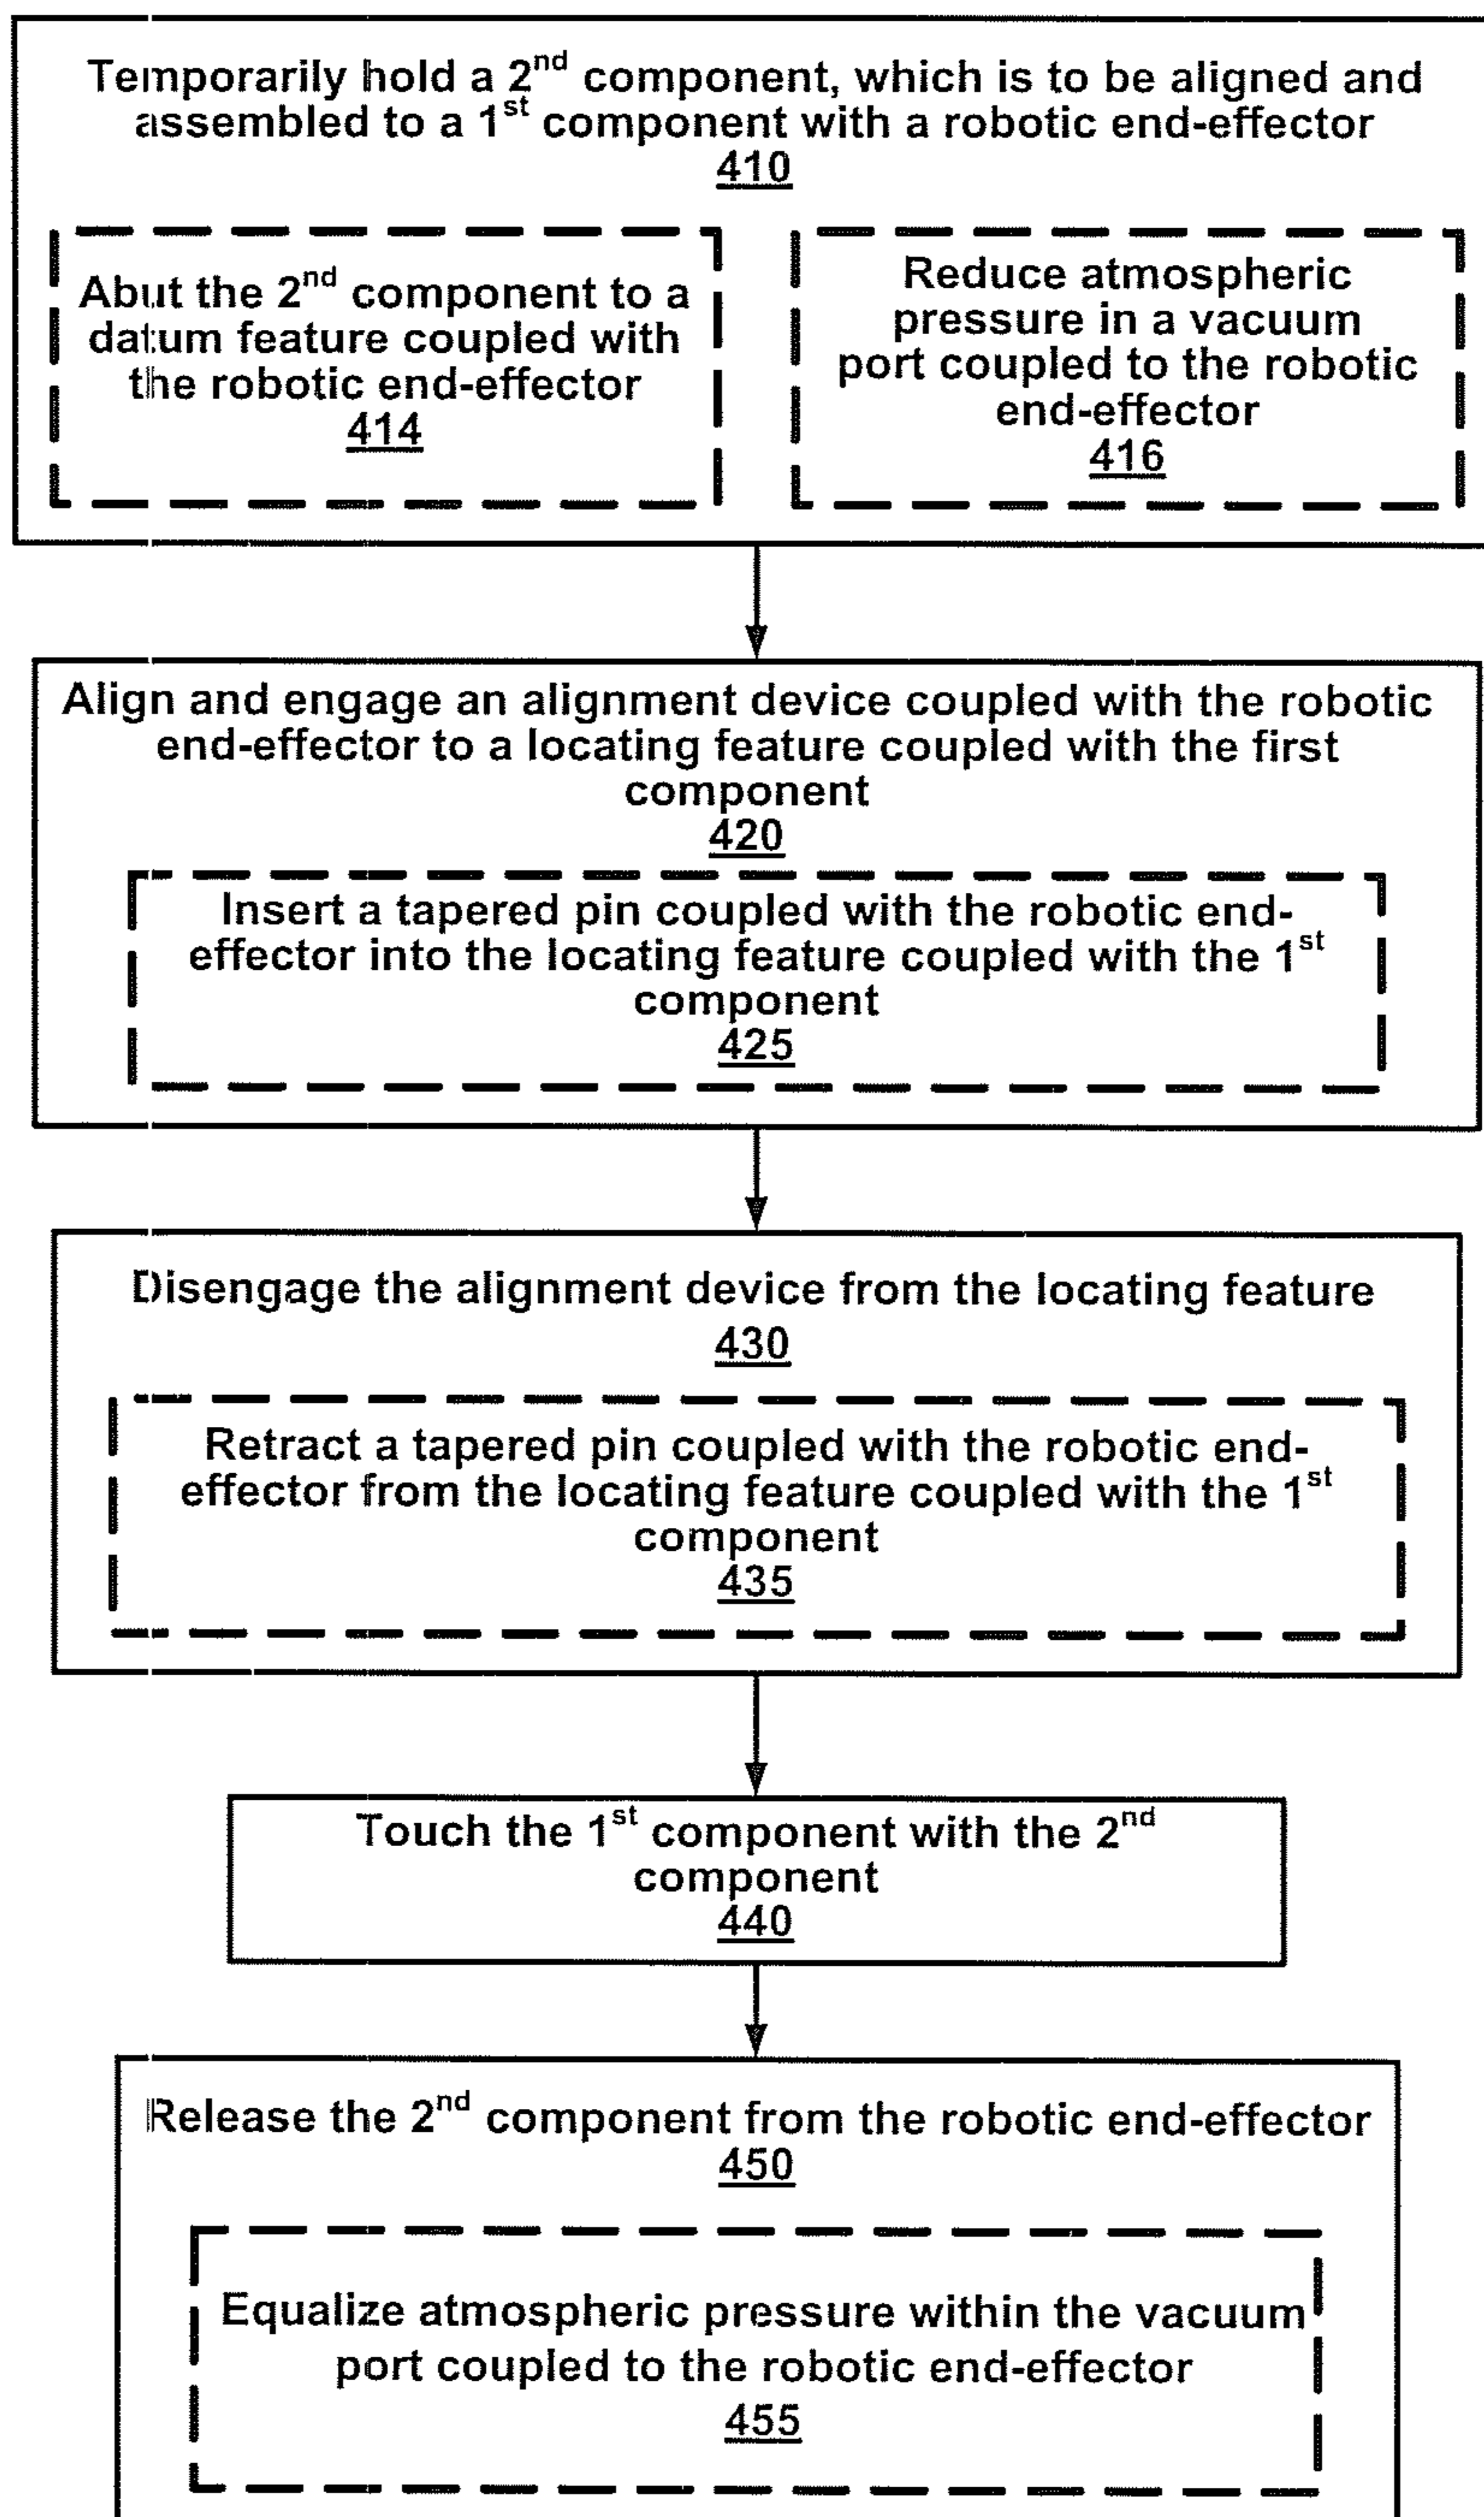 Temporarily hold a 2nd component, which is to be aligned and
assembled to a 1st component with a robotic end-effector
410
Abut the 2nd component to a
datum feature coupled with
the robotic end-effector
414
Reduce atmospheric
pressure in a vacuum
port coupled to the robotic
end-effector
416
Align and engage an alignment device coupled with the robotic
end-effector to a locating feature coupled with the first
component
420
Insert a tapered pin coupled with the robotic end-
effector into the locating feature coupled with the 1st
component
425
Disengage the alignment device from the locating feature
430
Retract a tapered pin coupled with the robotic end-
effector from the locating feature coupled with the 1st
component
435
Touch the 1st component with the 2nd
component
440
Release the 2nd component from the robotic end-effector
450
Equalize atmospheric pressure within the vacuum
port coupled to the robotic end-effector
455